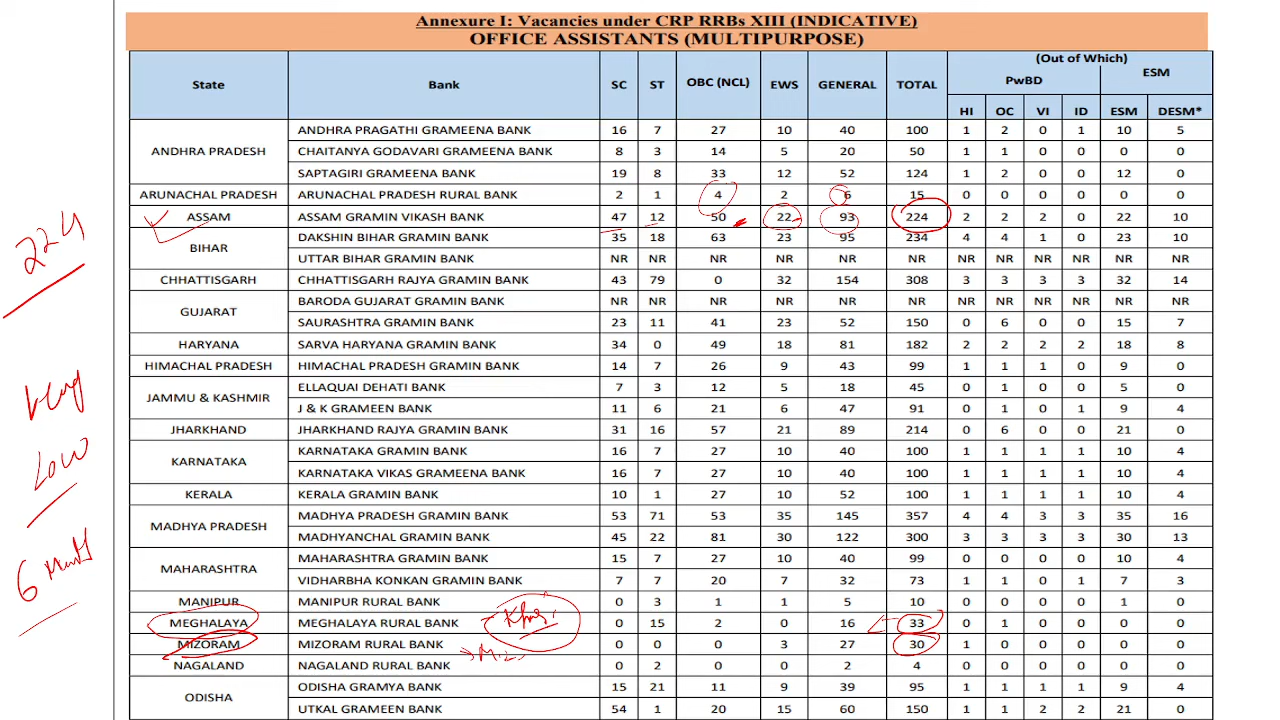 Annexure I: Vacancies under CRP RRBs XIII (INDICATIVE)
OFFICE ASSISTANTS (MULTIPURPOSE)
State Bank SC ST OBC (NCL) EWS GENERAL TOTAL (Out of Which)
PwBD ESM
HI OC VI ID ESM DESM*
ANDHRA PRADESH ANDHRA PRAGATHI GRAMEENA BANK 16 7 27 10 40 100 1 2 0 1 10 5
CHAITANYA GODAVARI GRAMEENA BANK 8 3 14 5 20 50 1 1 0 0 0 0
SAPTAGIRI GRAMEENA BANK 19 8 33 12 52 124 1 2 0 0 12 0
ARUNACHAL PRADESH ARUNACHAL PRADESH RURAL BANK 2 1 4 2 6 15 0 0 0 0 0 0
ASSAM ASSAM GRAMIN VIKASH BANK 47 12 50 22 93 224 2 2 2 0 22 10
BIHAR DAKSHIN BIHAR GRAMIN BANK 35 18 63 23 95 234 4 4 1 0 23 10
UTTAR BIHAR GRAMIN BANK NR NR NR NR NR NR NR NR NR NR NR NR
CHHATTISGARH CHHATTISGARH RAJYA GRAMIN BANK 43 79 0 32 154 308 3 3 3 3 32 14
GUJARAT BARODA GUJARAT GRAMIN BANK NR NR NR NR NR NR NR NR NR NR NR NR
SAURASHTRA GRAMIN BANK 23 11 41 23 52 150 0 6 0 0 15 7
HARYANA SARVA HARYANA GRAMIN BANK 34 0 49 18 81 182 2 2 2 2 18 8
HIMACHAL PRADESH HIMACHAL PRADESH GRAMIN BANK 14 7 26 9 43 99 1 1 1 0 9 0
JAMMU & KASHMIR ELLAQUAI DEHATI BANK 7 3 12 5 18 45 0 1 0 0 5 0
J & K GRAMEEN BANK 11 6 21 6 47 91 0 1 0 1 9 4
JHARKHAND JHARKHAND RAJYA GRAMIN BANK 31 16 57 21 89 214 0 6 0 0 21 0
KARNATAKA KARNATAKA GRAMIN BANK 16 7 27 10 40 100 1 1 1 1 10 4
KARNATAKA VIKAS GRAMEENA BANK 16 7 27 10 40 100 1 1 1 1 10 4
KERALA KERALA GRAMIN BANK 10 1 27 10 52 100 1 1 1 1 10 4
MADHYA PRADESH MADHYA PRADESH GRAMIN BANK 53 71 53 35 145 357 4 4 3 3 35 16
MADHYANCHAL GRAMIN BANK 45 22 81 30 122 300 3 3 3 3 30 13
MAHARASHTRA MAHARASHTRA GRAMIN BANK 15 7 27 10 40 99 0 0 0 0 10 4
VIDHARBHA KONKAN GRAMIN BANK 7 7 20 7 32 73 1 1 0 1 7 3
MANIPUR MANIPUR RURAL BANK 0 3 1 1 5 10 0 0 0 0 1 0
MEGHALAYA MEGHALAYA RURAL BANK 0 15 2 0 16 33 0 1 0 0 0 0
MIZORAM MIZORAM RURAL BANK 0 0 0 3 27 30 1 0 0 0 0 0
NAGALAND NAGALAND RURAL BANK 0 2 0 0 2 4 0 0 0 0 0 0
ODISHA ODISHA GRAMYA BANK 15 21 11 9 39 95 1 1 1 1 9 4
UTKAL GRAMEEN BANK 54 1 20 15 60 150 1 1 2 2 21 0
224
Low
6